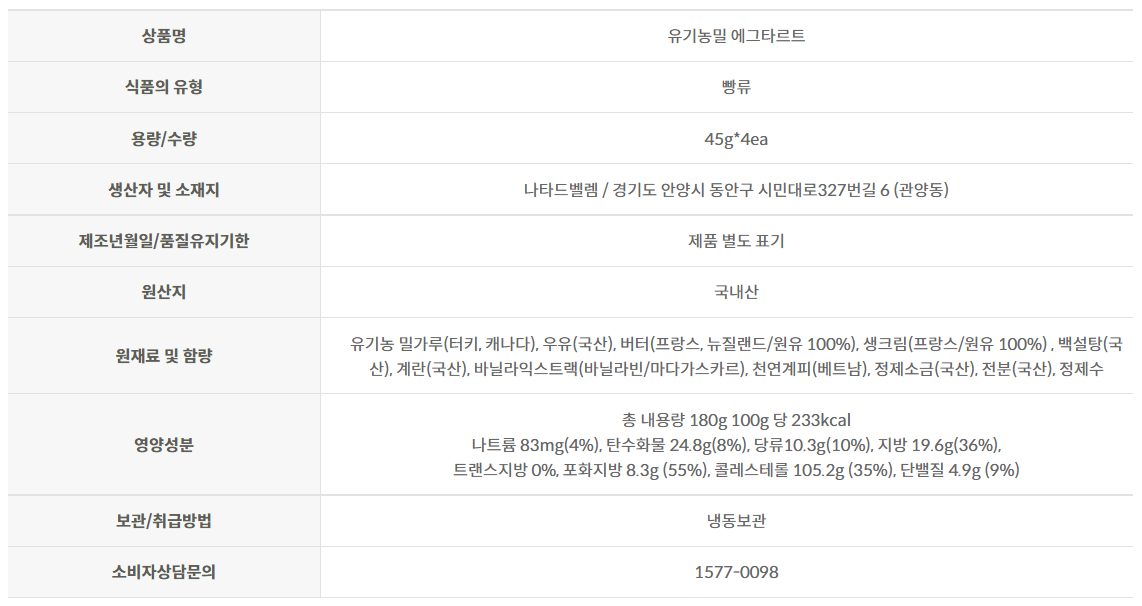 상품명
유기농밀 에그타르트
식품의 유형
빵류
용량/수량
45g*4ea
생산자 및 소재지
나타드벨렘 / 경기도 안양시 동안구 시민대로327번길 6 (관양동)
제조년월일/품질유지기한
제품 별도 표기
원산지
국내산
원재료 및 함량
유기농 밀가루(터키, 캐나다), 우유(국산), 버터(프랑스, 뉴질랜드/원유 100%), 생크림(프랑스/원유 100%) , 백설탕(국
산), 계란(국산), 바닐라익스트랙(바닐라빈/마다가스카르), 천연계피(베트남), 정제소금(국산), 전분(국산), 정제수
영양성분
총 내용량 180g 100g 당 233kcal
나트륨 83mg(4%), 탄수화물 24.8g(8%), 당류10.3g(10%), 지방 19.6g(36%),
트랜스지방 0%, 포화지방 8.3g (55%), 콜레스테롤 105.2g (35%), 단밸질 4.9g (9%)
보관/취급방법
냉동보관
소비자상담문의
1577-0098